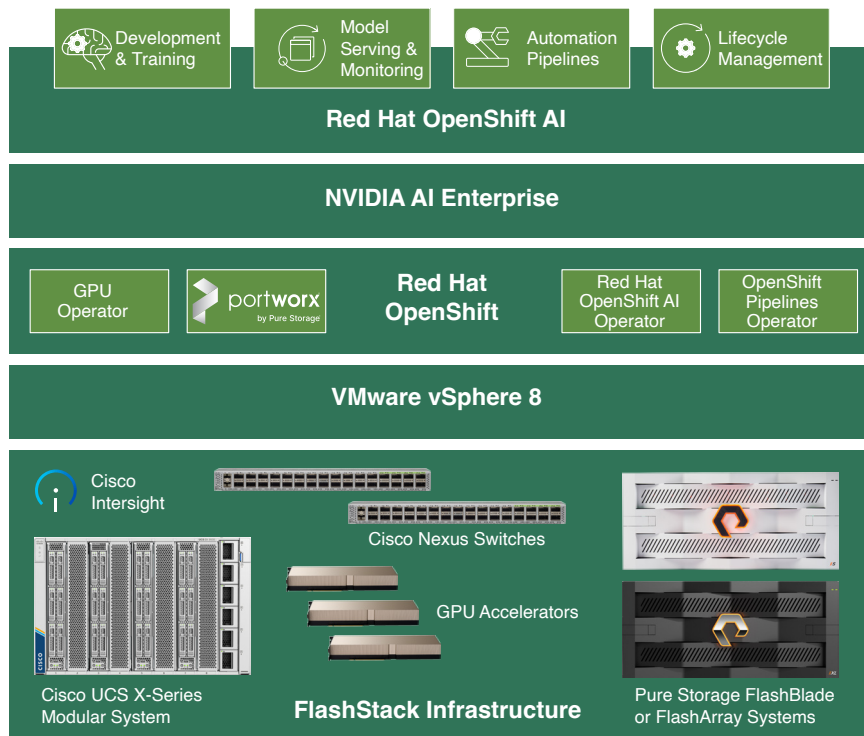 Development
& Training
Model
Serving &
Monitoring
Automation
Pipelines
Lifecycle
Management
Red Hat OpenShift AI
NVIDIA AI Enterprise
GPU
Operator
portworx
by Pure Storage
Red Hat
OpenShift
Red Hat
OpenShift AI
Operator
OpenShift
Pipelines
Operator
VMware vSphere 8
Cisco
Intersight
Cisco Nexus Switches
GPU Accelerators
CISCO
Cisco UCS X-Series
Modular System
FlashStack Infrastructure
Pure Storage FlashBlade
or FlashArray Systems